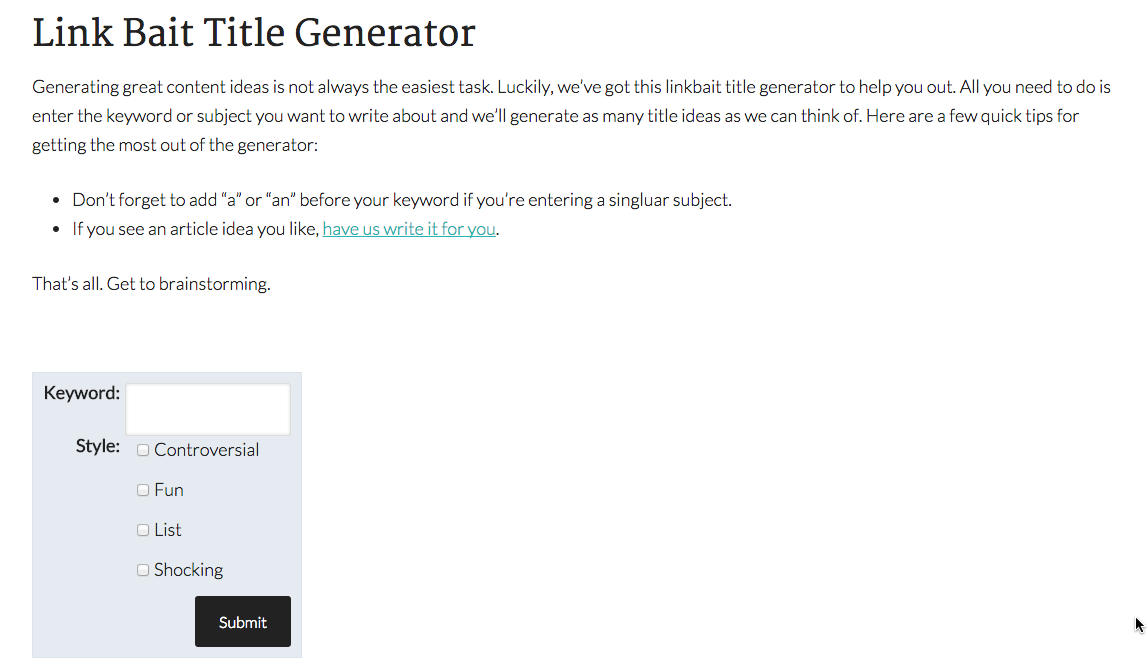 Link Bait Title Generator
Generating great content ideas is not always the easiest task. Luckily, we’ve got this linkbait title generator to help you out. All you need to do is
enter the keyword or subject you want to write about and we’ll generate as many title ideas as we can think of. Here are a few quick tips for
getting the most out of the generator:
• Don’t forget to add “a” or “an” before your keyword if you’re entering a singluar subject.
• If you see an article idea you like, have us write it for you.
That’s all. Get to brainstorming.
Keyword:
Style:
Controversial
Fun
List
Shocking
Submit